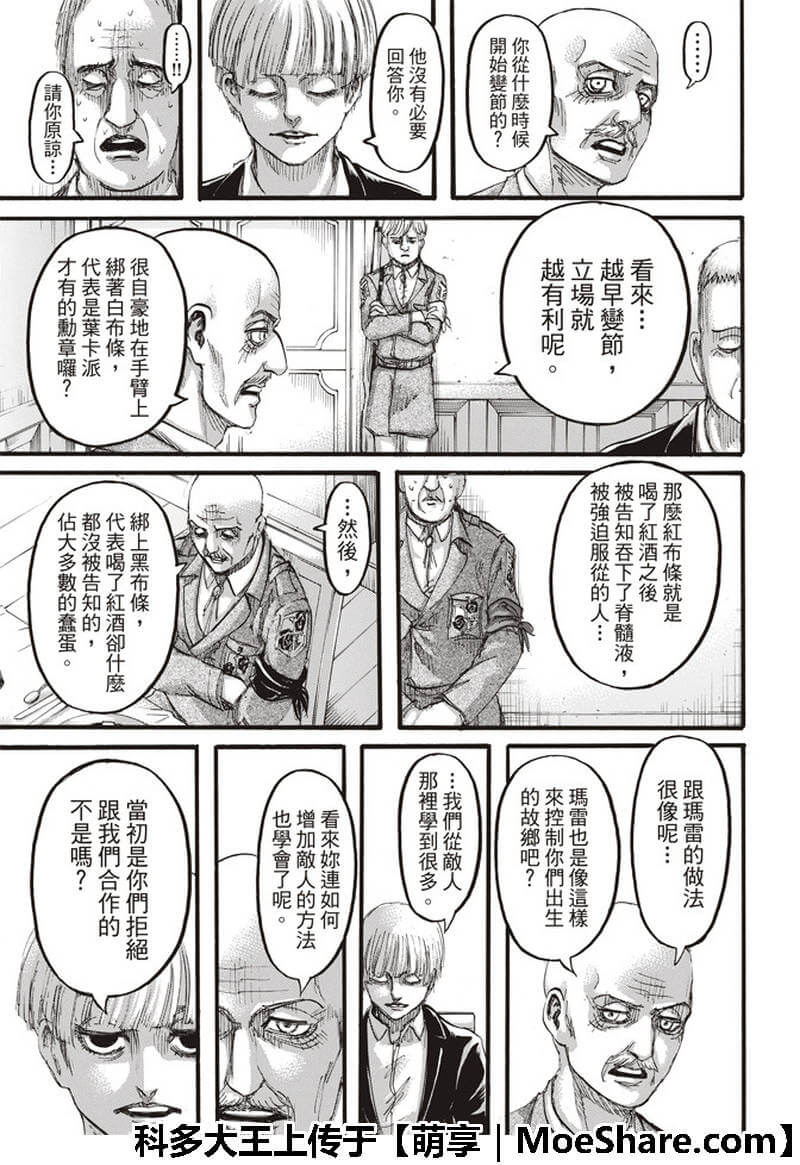 ……
你從什麼時候
開始變節的？
他沒有必要
回答你。
……!!
請你原諒…
看來…
越早變節，
立場就
越有利呢。
很自豪地在手臂上
綁著白布條，
代表是葉卡派
才有的勳章囉？
那麼紅布條就是
喝了紅酒之後
被告知吞下了脊髓液，
被強迫服從的人…
…然後，
綁上黑布條，
代表喝了紅酒卻什麼
都沒被告知的，
佔大多數的蠢蛋。
跟瑪雷的做法
很像呢…
瑪雷也是像這樣
來控制你們出生
的故鄉吧？
…我們從敵人
那裡學到很多。
看來妳連如何
增加敵人的方法
也學會了呢。
當初是你們拒絕
跟我們合作的
不是嗎？
科多大王上传于【萌享】|MoeShare.com】